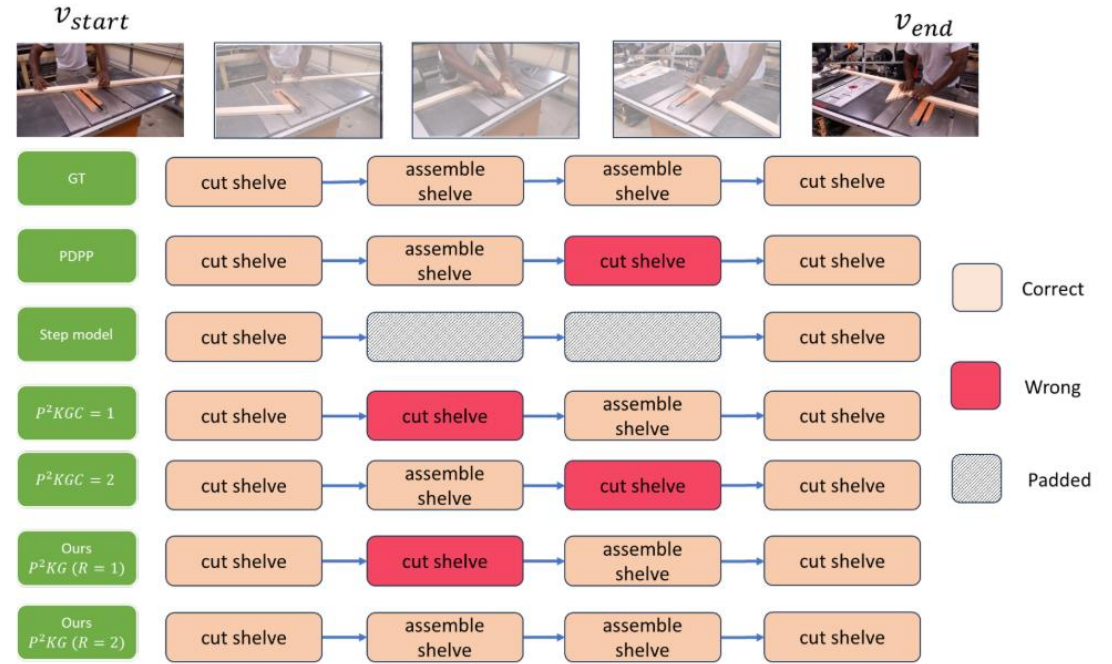 v_start
v_end
GT
cut shelve
assemble
shelve
assemble
shelve
cut shelve
PDPP
cut shelve
assemble
shelve
cut shelve
cut shelve
Step model
cut shelve
cut shelve
P²KGC = 1
cut shelve
cut shelve
assemble
shelve
cut shelve
P²KGC = 2
cut shelve
assemble
shelve
cut shelve
cut shelve
Ours
P²KG (R = 1)
cut shelve
cut shelve
assemble
shelve
cut shelve
Ours
P²KG (R = 2)
cut shelve
assemble
shelve
assemble
shelve
cut shelve
Correct
Wrong
Padded